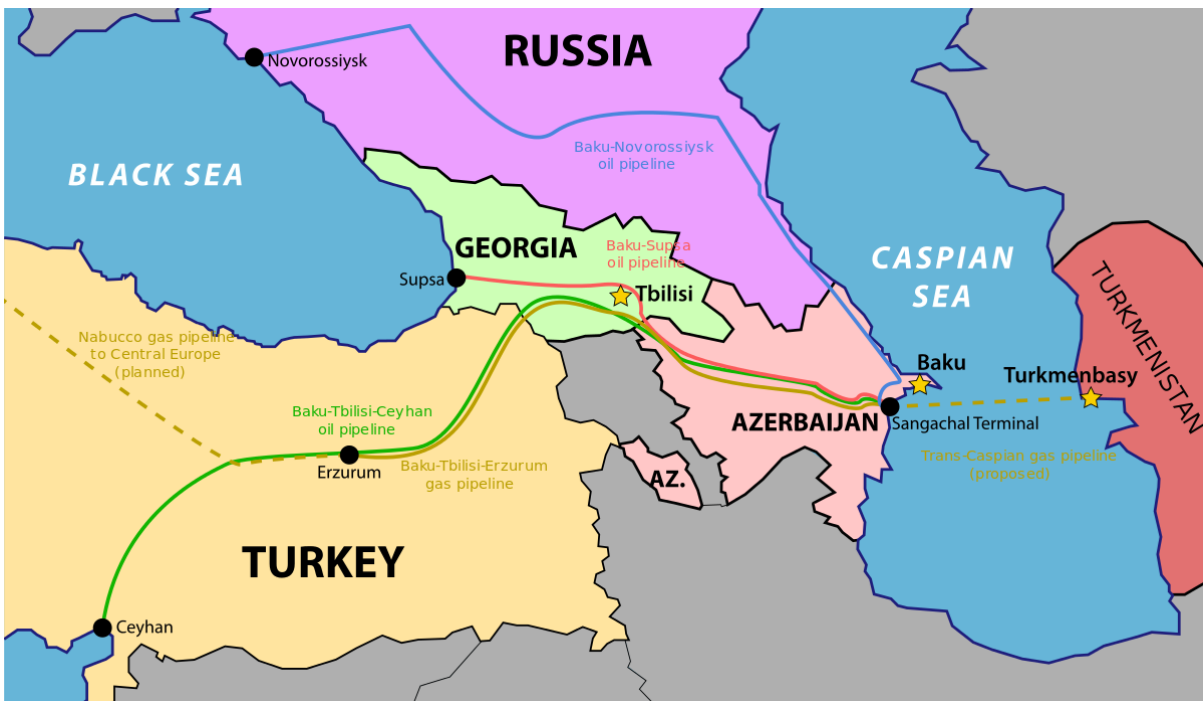 RUSSIA
Novorossiysk
Baku-Novorossiysk
oil pipeline
BLACK SEA
GEORGIA
Baku-Supsa
oil pipeline
CASPIAN
SEA
Supsa
Tbilisi
TURKMENISTAN
Nabucco gas pipeline
to Central Europe
(planned)
Baku
Turkmenbasy
Baku-Tbilisi-Ceyhan
oil pipeline
AZERBAIJAN
Sangachal Terminal
Erzurum
Baku-Tbilisi-Erzurum
gas pipeline
AZ.
Trans-Caspian gas pipeline
(proposed)
TURKEY
Ceyhan